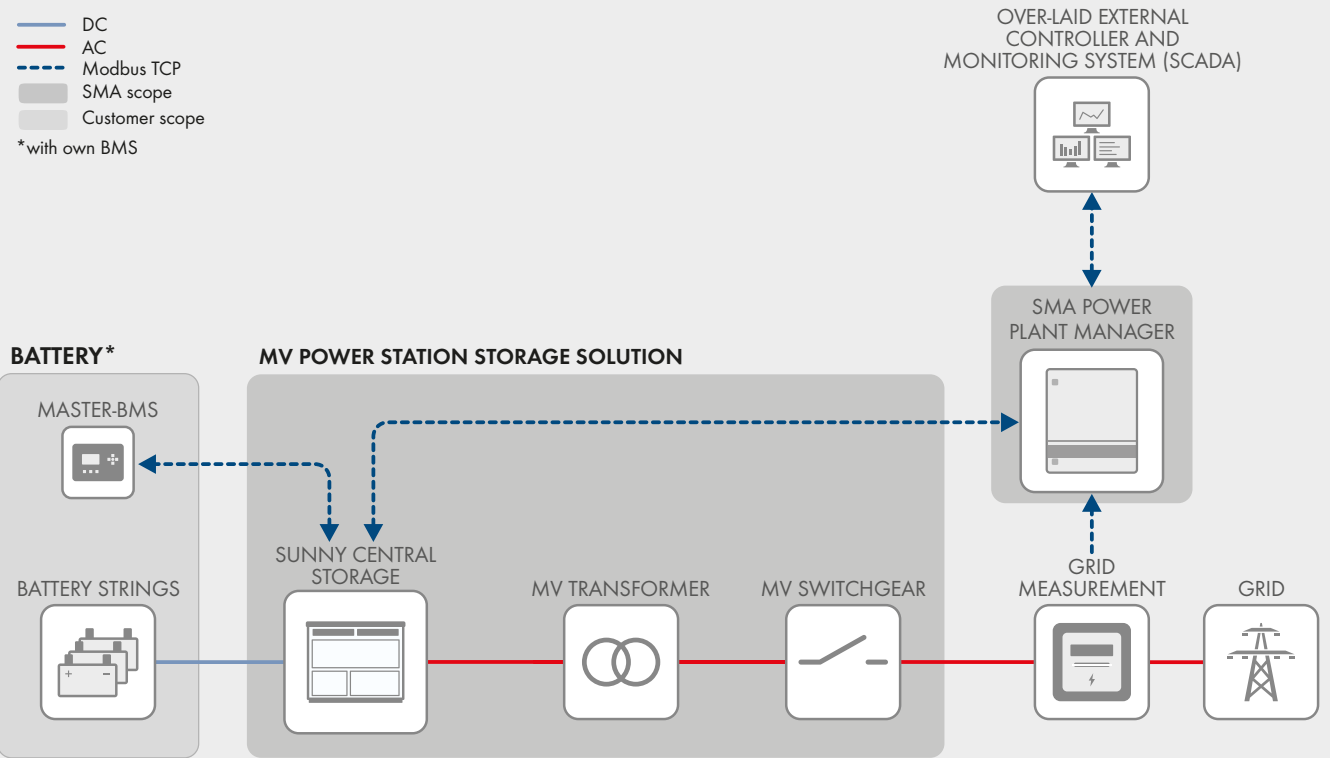 DC
AC
Modbus TCP
SMA scope
Customer scope
*with own BMS
OVER-LAID EXTERNAL
CONTROLLER AND
MONITORING SYSTEM (SCADA)
SMA POWER
PLANT MANAGER
BATTERY*
MV POWER STATION STORAGE SOLUTION
MASTER-BMS
SUNNY CENTRAL
STORAGE
BATTERY STRINGS
MV TRANSFORMER
MV SWITCHGEAR
GRID
MEASUREMENT
GRID